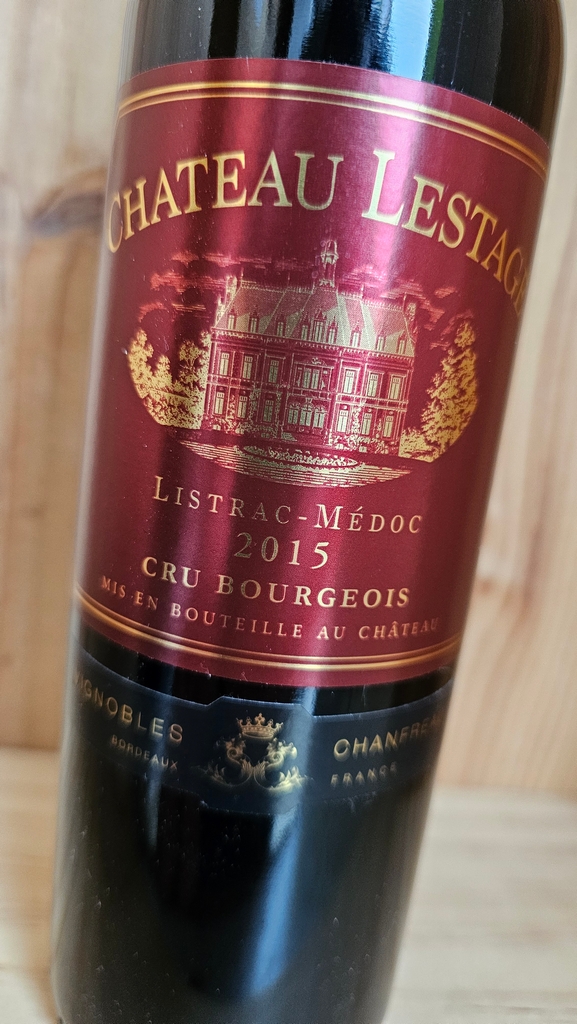 CHATEAU LESTAGE
LISTRAC-MÉDOC
2015
CRU BOURGEOIS
MIS EN BOUTEILLE AU CHÂTEAU
VIGNOBLES CHANFREAU
BORDEAUX FRANCE